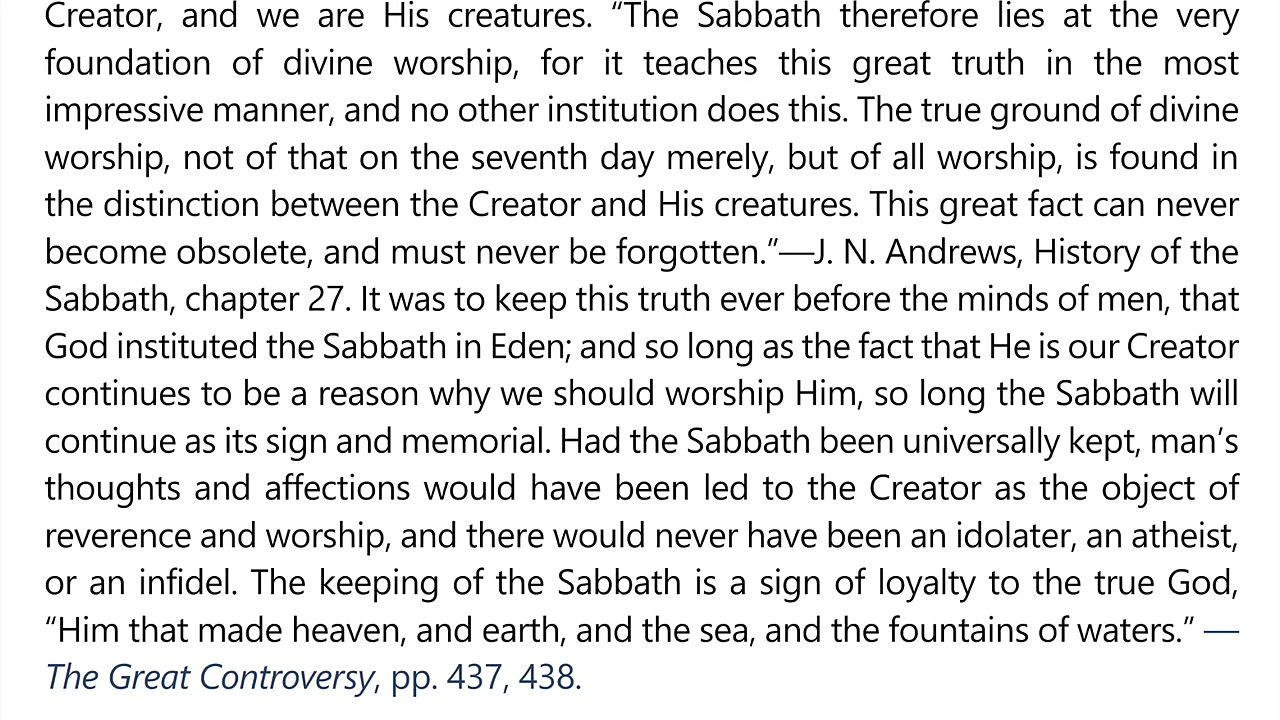 Creator, and we are His creatures. “The Sabbath therefore lies at the very
foundation of divine worship, for it teaches this great truth in the most
impressive manner, and no other institution does this. The true ground of divine
worship, not of that on the seventh day merely, but of all worship, is found in
the distinction between the Creator and His creatures. This great fact can never
become obsolete, and must never be forgotten.”—J. N. Andrews, History of the
Sabbath, chapter 27. It was to keep this truth ever before the minds of men, that
God instituted the Sabbath in Eden; and so long as the fact that He is our Creator
continues to be a reason why we should worship Him, so long the Sabbath will
continue as its sign and memorial. Had the Sabbath been universally kept, man’s
thoughts and affections would have been led to the Creator as the object of
reverence and worship, and there would never have been an idolater, an atheist,
or an infidel. The keeping of the Sabbath is a sign of loyalty to the true God,
“Him that made heaven, and earth, and the sea, and the fountains of waters.” —
The Great Controversy, pp. 437, 438.